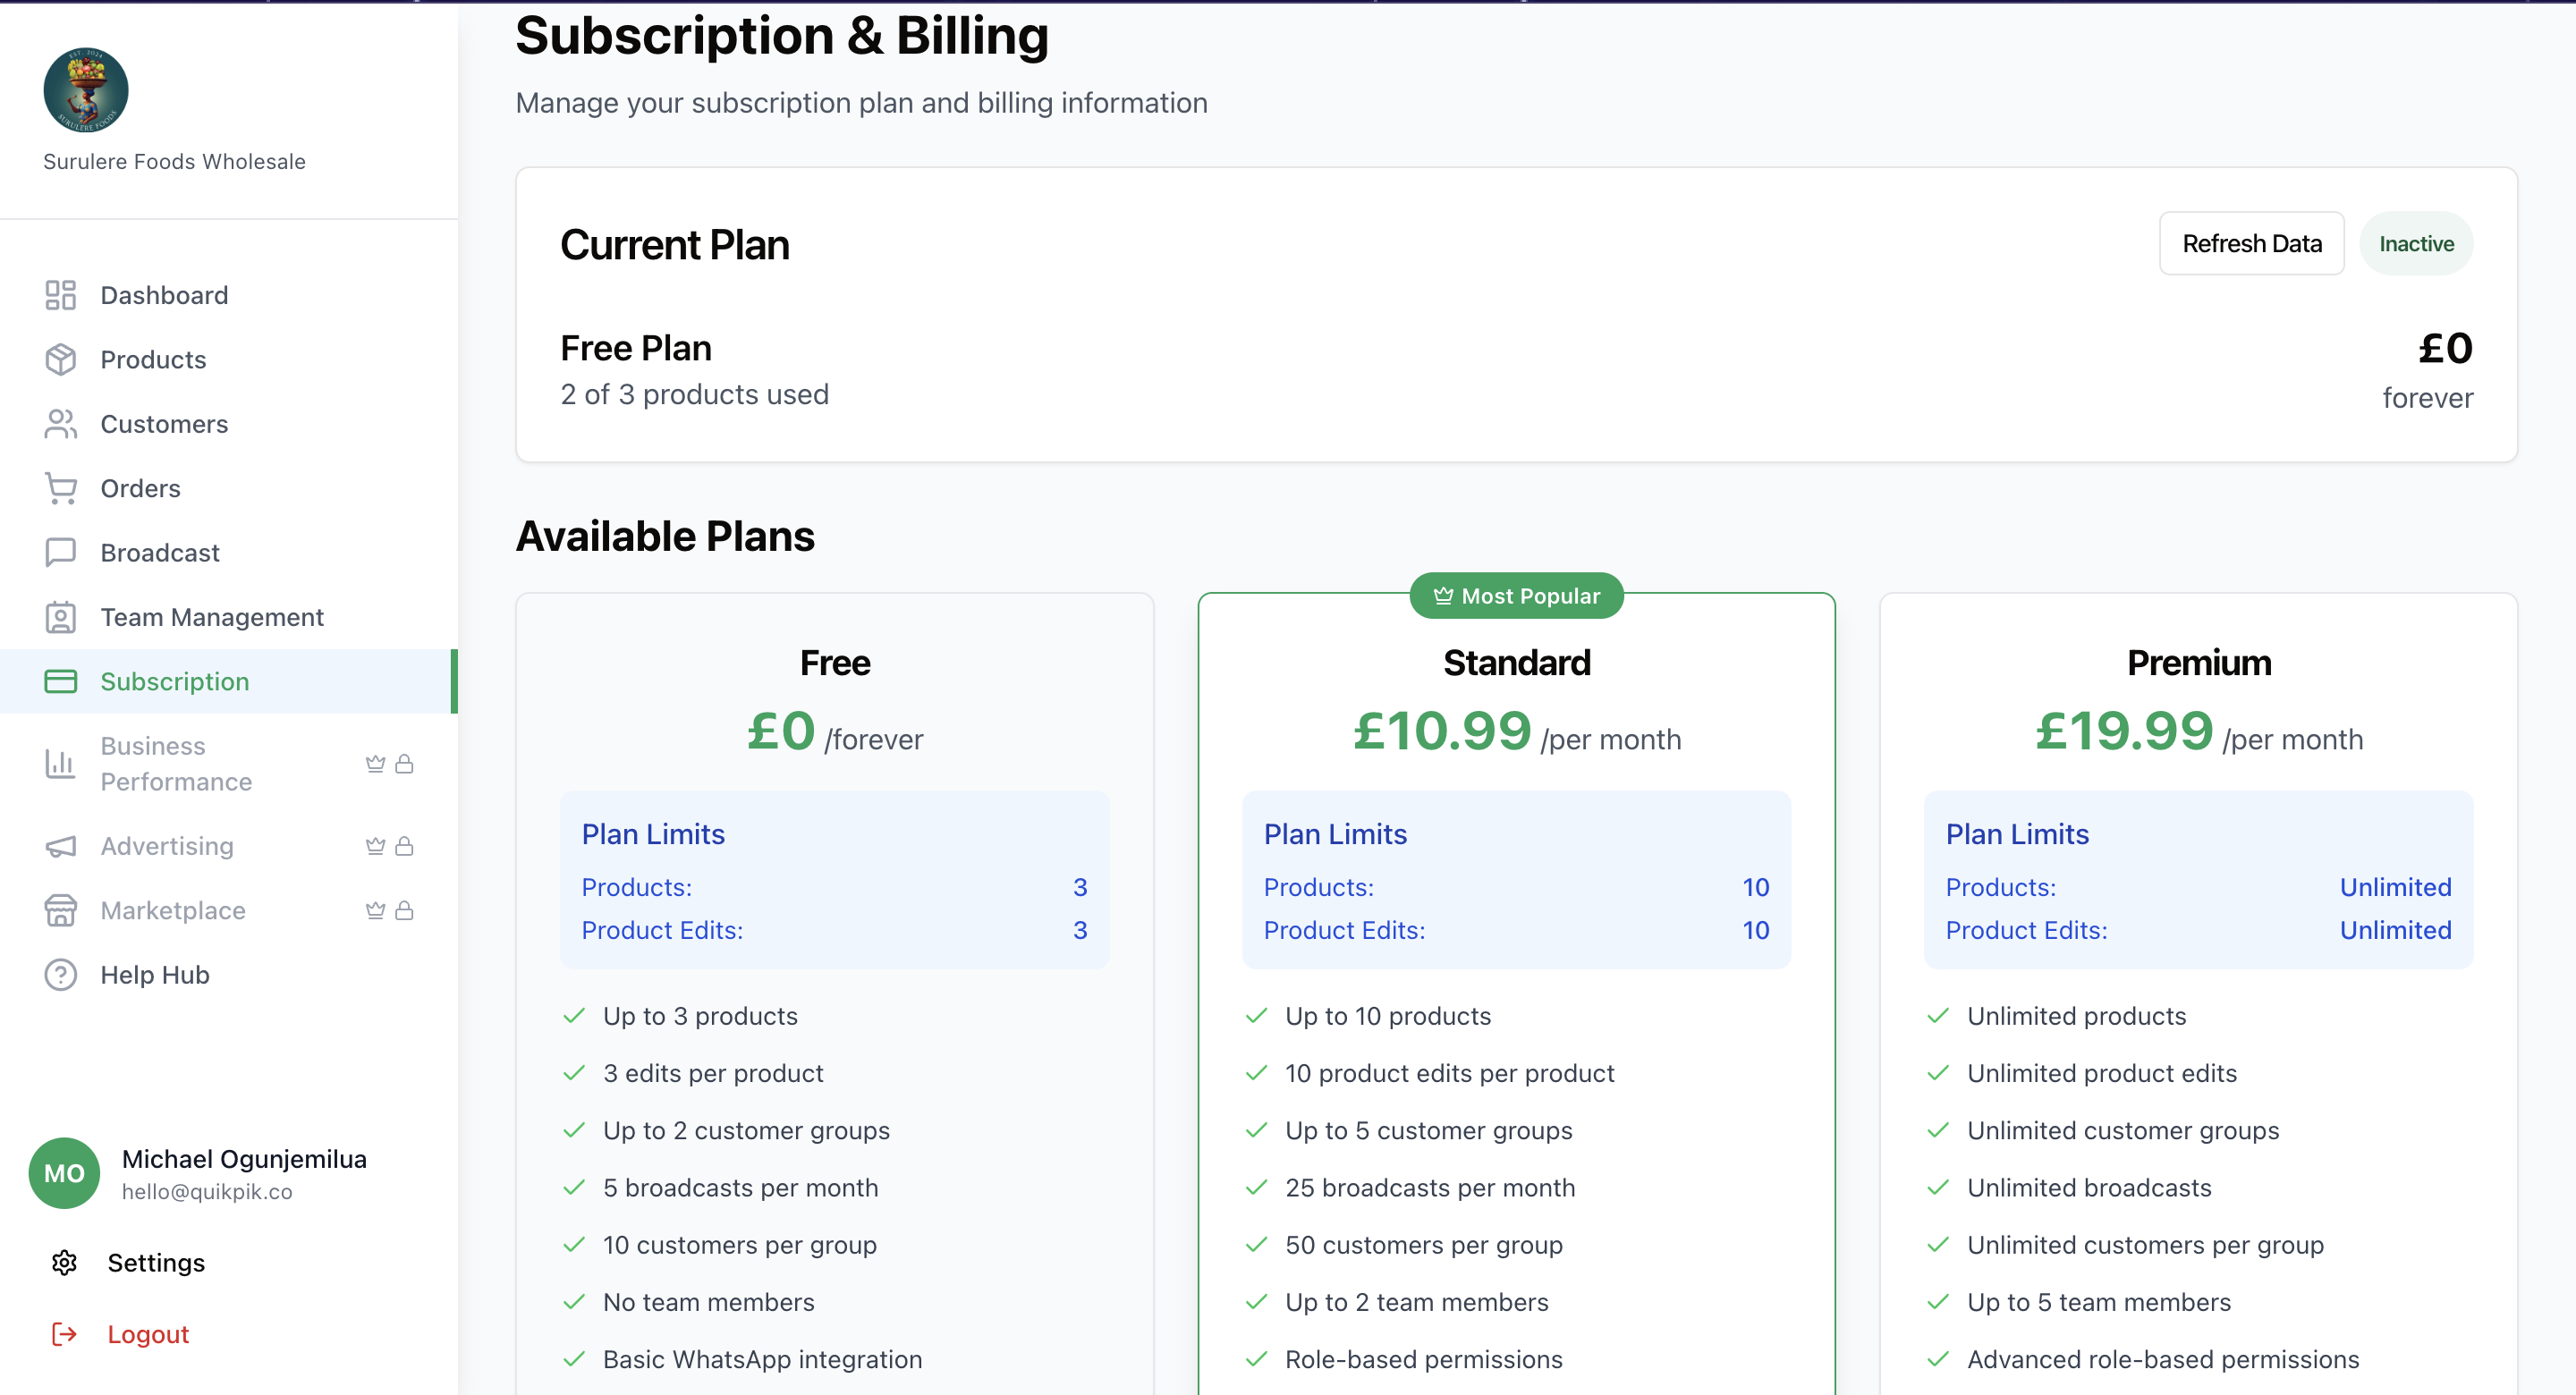 EST. 2024
SURULERE FOODS
Surulere Foods Wholesale
Dashboard
Products
Customers
Orders
Broadcast
Team Management
Subscription
Business
Performance
Advertising
Marketplace
Help Hub
MO
Michael Ogunjemilua
hello@quikpik.co
Settings
Logout
Subscription & Billing
Manage your subscription plan and billing information
Current Plan
Refresh Data
Inactive
Free Plan
£0
2 of 3 products used
forever
Available Plans
Free
£0 /forever
Plan Limits
Products: 3
Product Edits: 3
Up to 3 products
3 edits per product
Up to 2 customer groups
5 broadcasts per month
10 customers per group
No team members
Basic WhatsApp integration
Most Popular
Standard
£10.99 /per month
Plan Limits
Products: 10
Product Edits: 10
Up to 10 products
10 product edits per product
Up to 5 customer groups
25 broadcasts per month
50 customers per group
Up to 2 team members
Role-based permissions
Premium
£19.99 /per month
Plan Limits
Products: Unlimited
Product Edits: Unlimited
Unlimited products
Unlimited product edits
Unlimited customer groups
Unlimited broadcasts
Unlimited customers per group
Up to 5 team members
Advanced role-based permissions